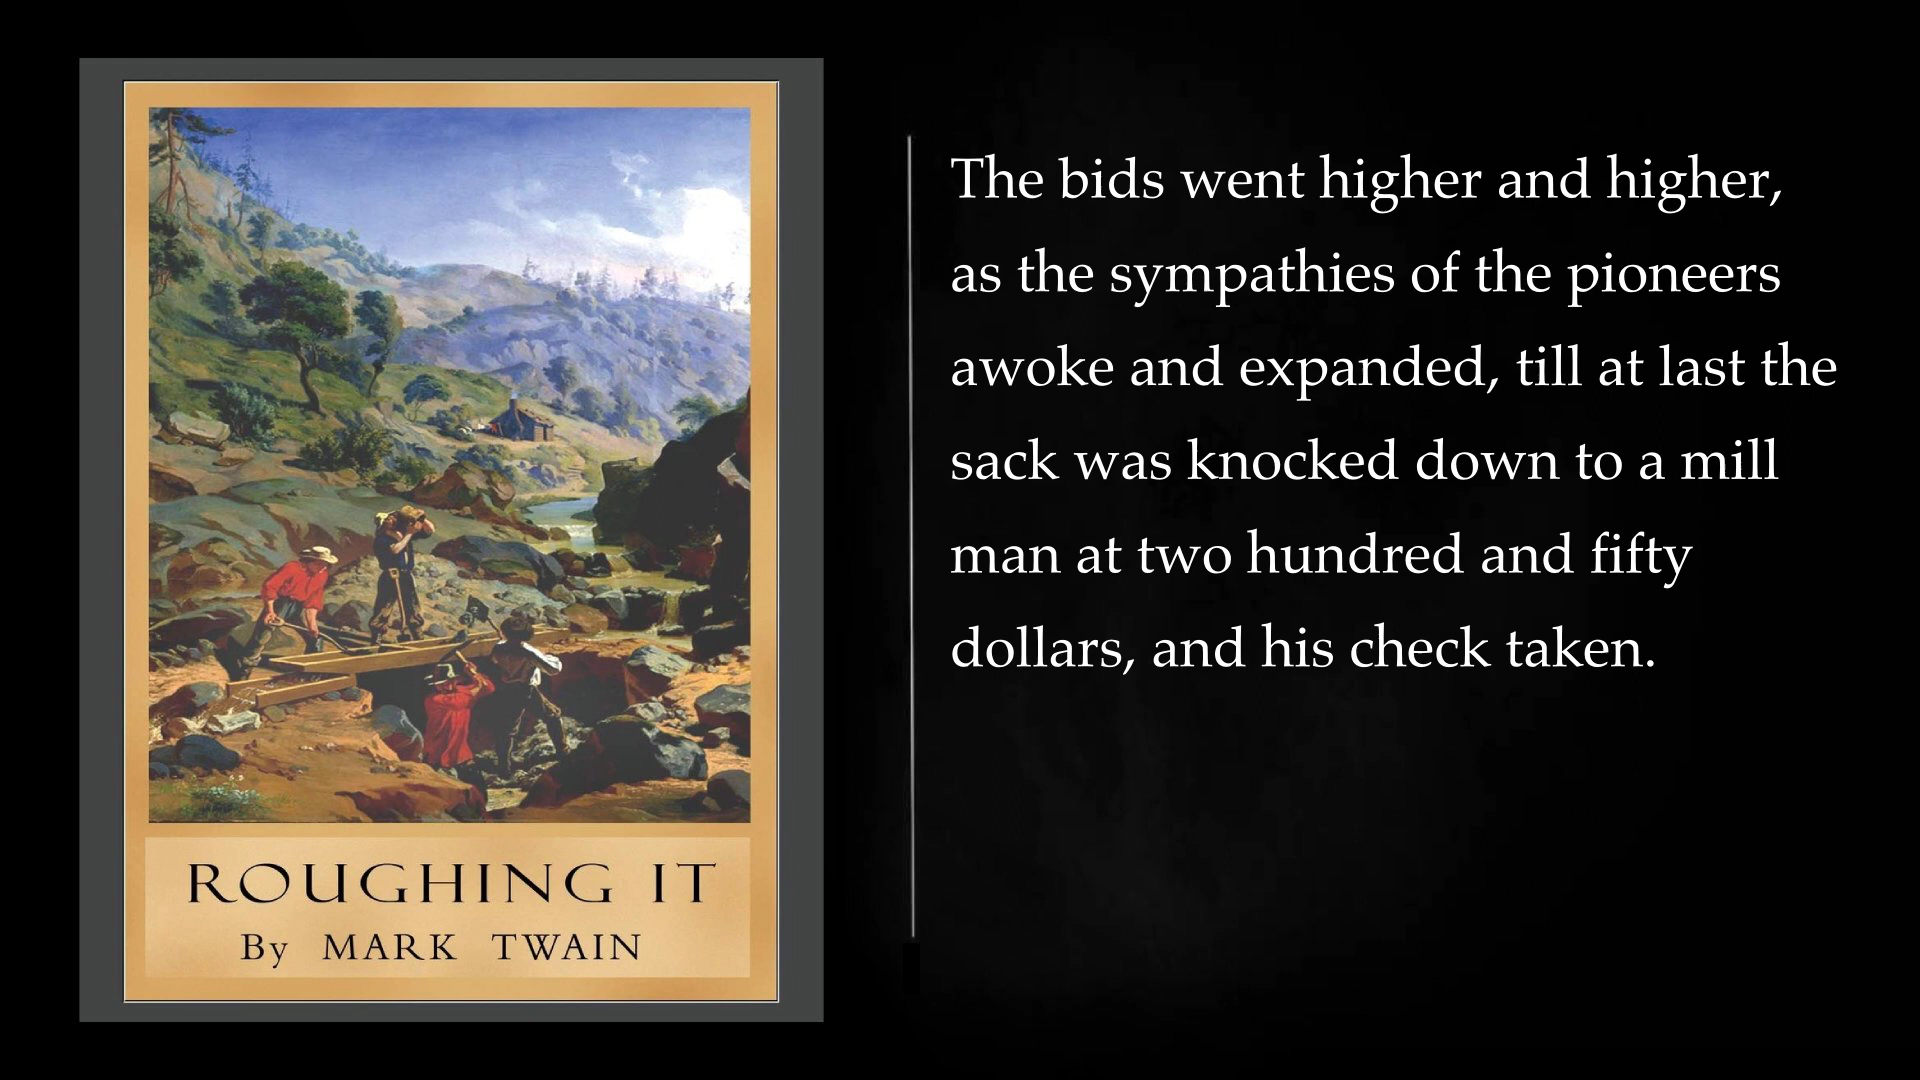 ROUGHING IT
By MARK TWAIN
The bids went higher and higher,
as the sympathies of the pioneers
awoke and expanded, till at last the
sack was knocked down to a mill
man at two hundred and fifty
dollars, and his check taken.